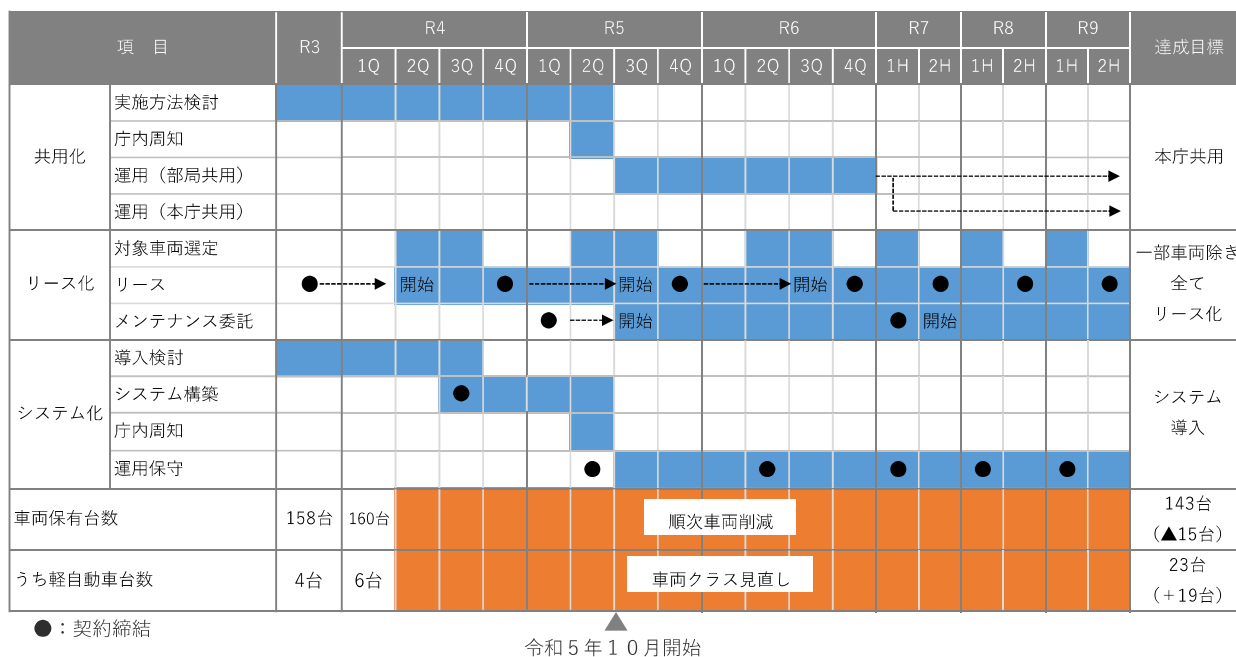 項 目 R3 R4 R5 R6 R7 R8 R9 達成目標
1Q 2Q 3Q 4Q 1Q 2Q 3Q 4Q 1Q 2Q 3Q 4Q 1H 2H 1H 2H 1H 2H
共用化
実施方法検討
庁内周知
運用（部局共用）
運用（本庁共用）
本庁共用
リース化
対象車両選定
リース ● 開始 ● 開始 ● 開始 ● ● ● ●
メンテナンス委託 ● 開始 ● 開始
一部車両除き
全て
リース化
システム化
導入検討
システム構築 ●
庁内周知
運用保守 ● ● ● ● ●
システム
導入
車両保有台数 158台 160台 順次車両削減 143台
（▲15台）
うち軽自動車台数 4台 6台 車両クラス見直し 23台
（＋19台）
●：契約締結
令和５年１０月開始